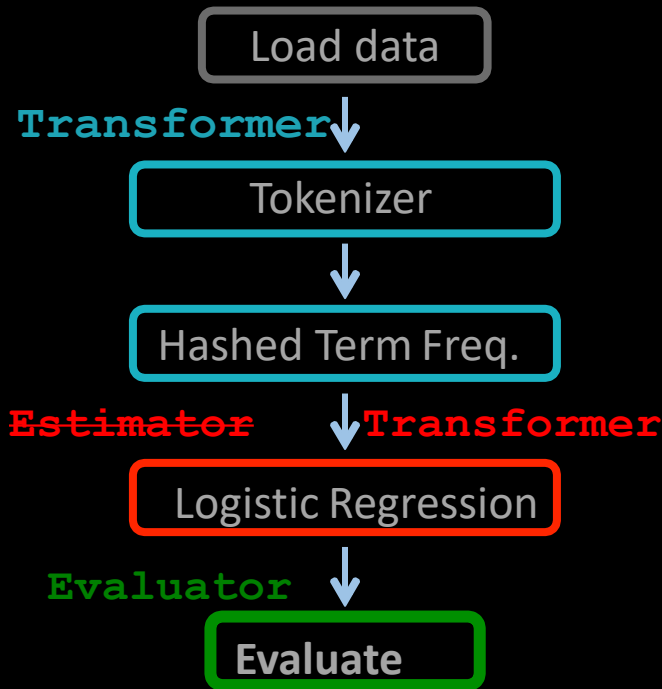 Load data
Transformer
Tokenizer
Hashed Term Freq.
Estimator Transformer
Logistic Regression
Evaluator
Evaluate